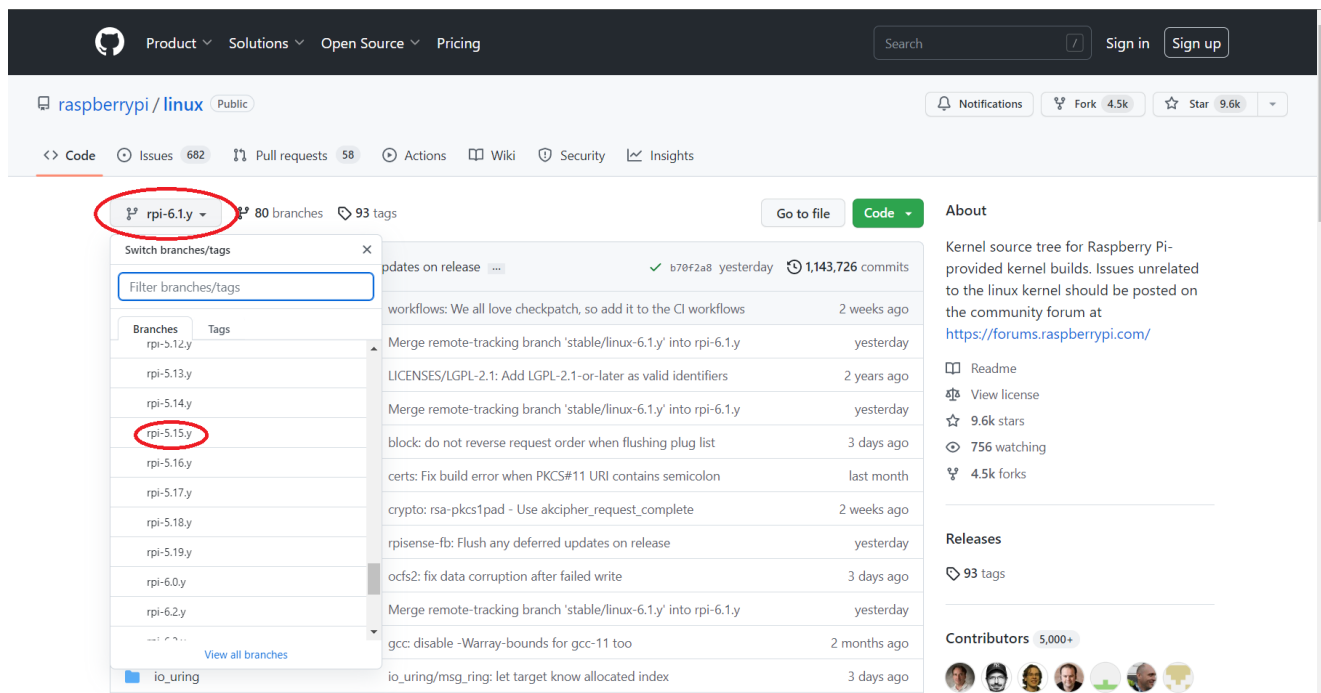 Product Solutions Open Source Pricing Search / Sign in Sign up
raspberrypi / linux Public Notifications Fork 4.5k Star 9.6k
Code Issues 682 Pull requests 58 Actions Wiki Security Insights
rpi-6.1.y 80 branches 93 tags Go to file Code
Switch branches/tags
Filter branches/tags
Branches Tags
rpi-5.12.y
rpi-5.13.y
rpi-5.14.y
rpi-5.15.y
rpi-5.16.y
rpi-5.17.y
rpi-5.18.y
rpi-5.19.y
rpi-6.0.y
rpi-6.2.y
View all branches
pdates on release ... b70f2a8 yesterday 1,143,726 commits
workflows: We all love checkpatch, so add it to the CI workflows 2 weeks ago
Merge remote-tracking branch 'stable/linux-6.1.y' into rpi-6.1.y yesterday
LICENSES/LGPL-2.1: Add LGPL-2.1-or-later as valid identifiers 2 years ago
Merge remote-tracking branch 'stable/linux-6.1.y' into rpi-6.1.y yesterday
block: do not reverse request order when flushing plug list 3 days ago
certs: Fix build error when PKCS#11 URI contains semicolon last month
crypto: rsa-pkcs1pad - Use akcipher_request_complete 2 weeks ago
rpisense-fb: Flush any deferred updates on release yesterday
ocfs2: fix data corruption after failed write 3 days ago
Merge remote-tracking branch 'stable/linux-6.1.y' into rpi-6.1.y yesterday
gcc: disable -Warray-bounds for gcc-11 too 2 months ago
io_uring io_uring/msg_ring: let target know allocated index 3 days ago
About
Kernel source tree for Raspberry Pi-
provided kernel builds. Issues unrelated
to the linux kernel should be posted on
the community forum at
https://forums.raspberrypi.com/
Readme
View license
9.6k stars
756 watching
4.5k forks
Releases
93 tags
Contributors 5,000+